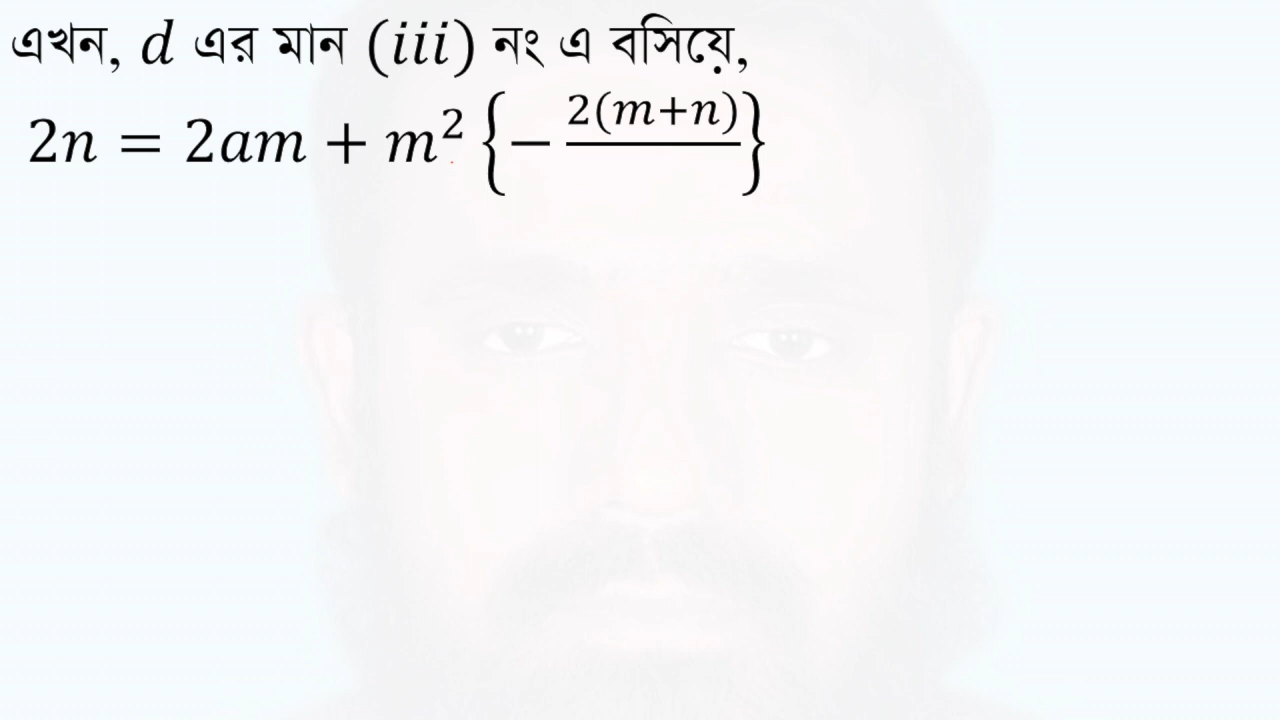 এখন, d এর মান (iii) নং এ বসিয়ে,
2n = 2am + m² {− 2(m+n)/ }